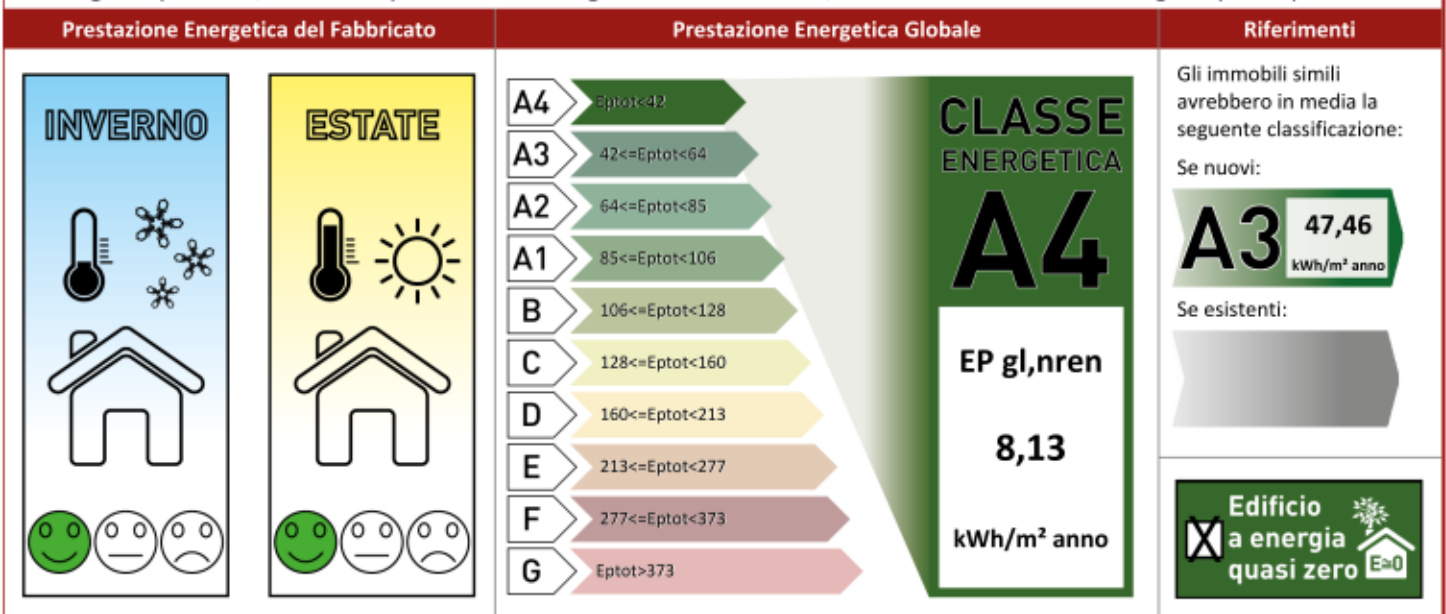 Prestazione Energetica del Fabbricato
Prestazione Energetica Globale
Riferimenti
INVERNO
ESTATE
A4
Eptot<42
A3
42<=Eptot<64
A2
64<=Eptot<85
A1
85<=Eptot<106
B
106<=Eptot<128
C
128<=Eptot<160
D
160<=Eptot<213
E
213<=Eptot<277
F
277<=Eptot<373
G
Eptot>373
CLASSE
ENERGETICA
A4
EP gl,nren
8,13
kWh/m² anno
Gli immobili simili
avrebbero in media la
seguente classificazione:
Se nuovi:
A3
47,46
kWh/m² anno
Se esistenti:
X
Edificio
a energia
quasi zero
E≅0